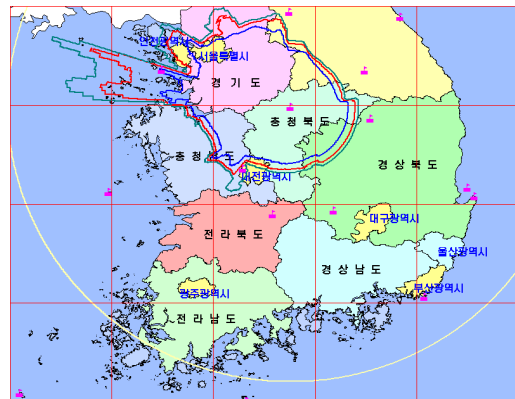 인천광역시
서울특별시
경 기 도
충 청 북 도
충 청 남 도
경 상 북 도
대전광역시
대구광역시
전 라 북 도
울산광역시
경 상 남 도
부산광역시
광주광역시
전 라 남 도